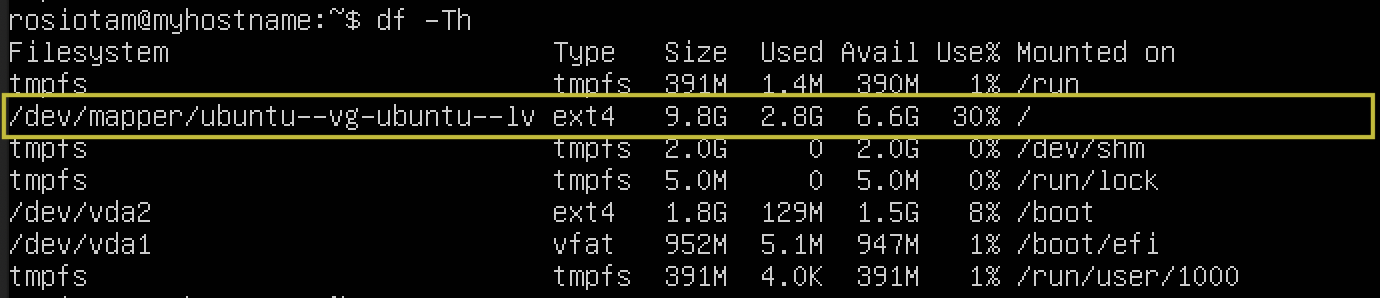 rosiotam@myhostname:~$ df -Th
Filesystem Type Size Used Avail Use% Mounted on
tmpfs tmpfs 391M 1.4M 390M 1% /run
/dev/mapper/ubuntu--vg-ubuntu--lv ext4 9.8G 2.8G 6.6G 30% /
tmpfs tmpfs 2.0G 0 2.0G 0% /dev/shm
tmpfs tmpfs 5.0M 0 5.0M 0% /run/lock
/dev/vda2 ext4 1.8G 129M 1.5G 8% /boot
/dev/vda1 vfat 952M 5.1M 947M 1% /boot/efi
tmpfs tmpfs 391M 4.0K 391M 1% /run/user/1000